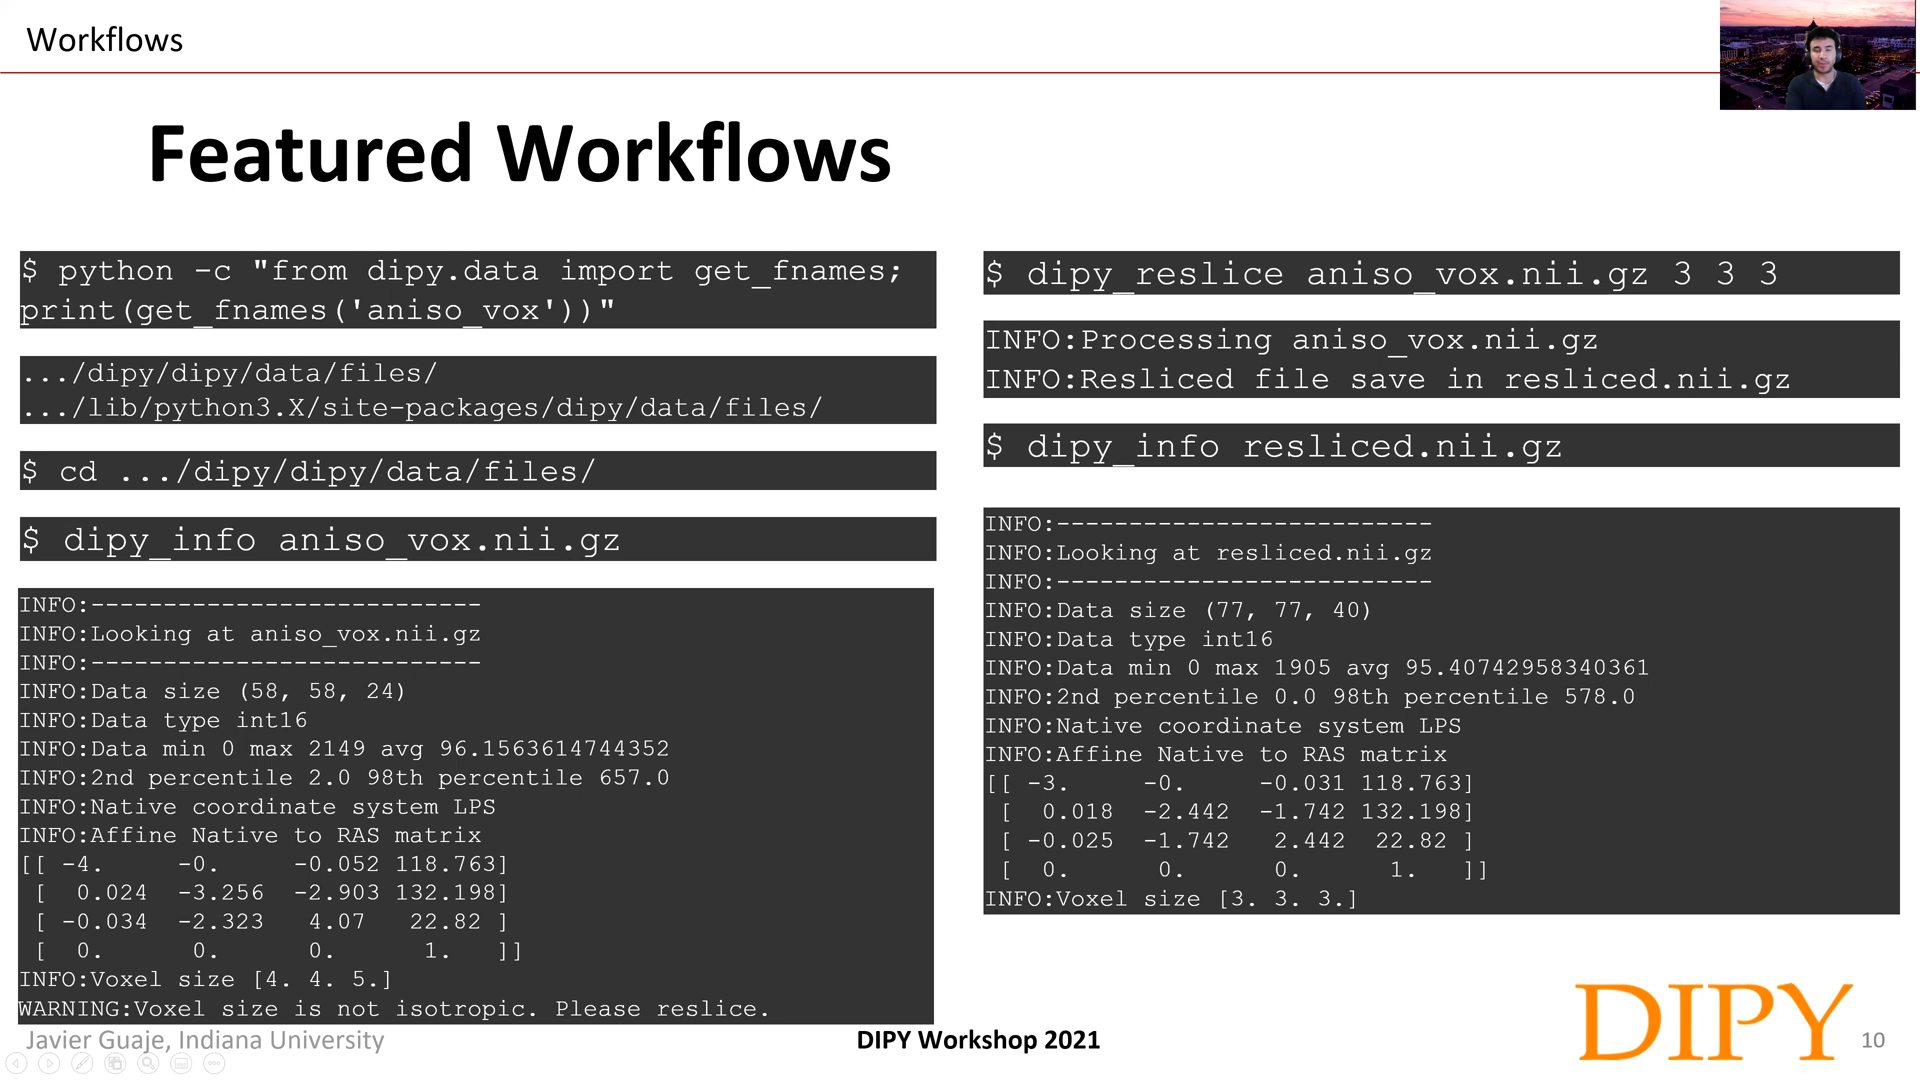 Workflows
Featured Workflows
$ python -c "from dipy.data import get_fnames;
print(get_fnames('aniso_vox'))"
.../dipy/dipy/data/files/
.../lib/python3.X/site-packages/dipy/data/files/
$ cd .../dipy/dipy/data/files/
$ dipy_info aniso_vox.nii.gz
INFO:---------------------------
INFO:Looking at aniso_vox.nii.gz
INFO:---------------------------
INFO:Data size (58, 58, 24)
INFO:Data type int16
INFO:Data min 0 max 2149 avg 96.1563614744352
INFO:2nd percentile 2.0 98th percentile 657.0
INFO:Native coordinate system LPS
INFO:Affine Native to RAS matrix
[[ -4. -0. -0.052 118.763]
[ 0.024 -3.256 -2.903 132.198]
[ -0.034 -2.323 4.07 22.82 ]
[ 0. 0. 0. 1. ]]
INFO:Voxel size [4. 4. 5.]
WARNING:Voxel size is not isotropic. Please reslice.
$ dipy_reslice aniso_vox.nii.gz 3 3 3
INFO:Processing aniso_vox.nii.gz
INFO:Resliced file save in resliced.nii.gz
$ dipy_info resliced.nii.gz
INFO:--------------------------
INFO:Looking at resliced.nii.gz
INFO:--------------------------
INFO:Data size (77, 77, 40)
INFO:Data type int16
INFO:Data min 0 max 1905 avg 95.40742958340361
INFO:2nd percentile 0.0 98th percentile 578.0
INFO:Native coordinate system LPS
INFO:Affine Native to RAS matrix
[[ -3. -0. -0.031 118.763]
[ 0.018 -2.442 -1.742 132.198]
[ -0.025 -1.742 2.442 22.82 ]
[ 0. 0. 0. 1. ]]
INFO:Voxel size [3. 3. 3.]
Javier Guaje, Indiana University
DIPY Workshop 2021
DIPY
10